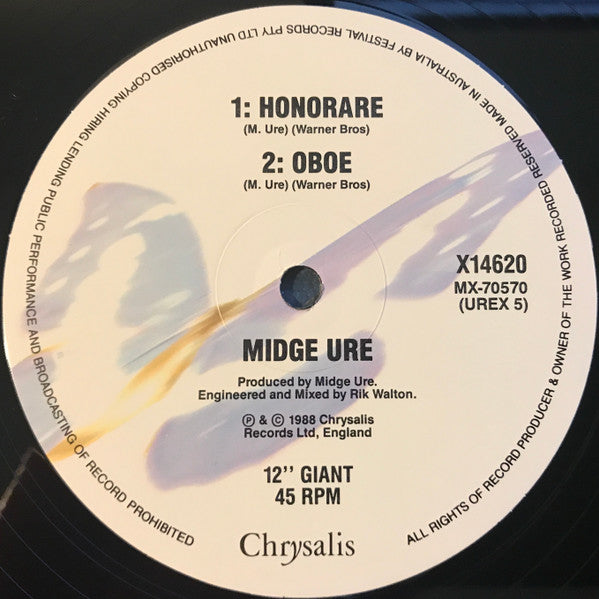 1: HONORARE
(M. Ure) (Warner Bros)
2: OBOE
(M. Ure) (Warner Bros)
X14620
MX-70570
(UREX 5)
MIDGE URE
Produced by Midge Ure.
Engineered and Mixed by Rik Walton.
Ⓟ & © 1988 Chrysalis
Records Ltd, England
12’’ GIANT
45 RPM
Chrysalis
ALL RIGHTS OF RECORD PRODUCER & OWNER OF THE WORK RECORDED RESERVED MADE IN AUSTRALIA BY FESTIVAL RECORDS PTY LTD UNAUTHORISED COPYING HIRING LENDING PUBLIC PERFORMANCE AND BROADCASTING OF RECORD PROHIBITED